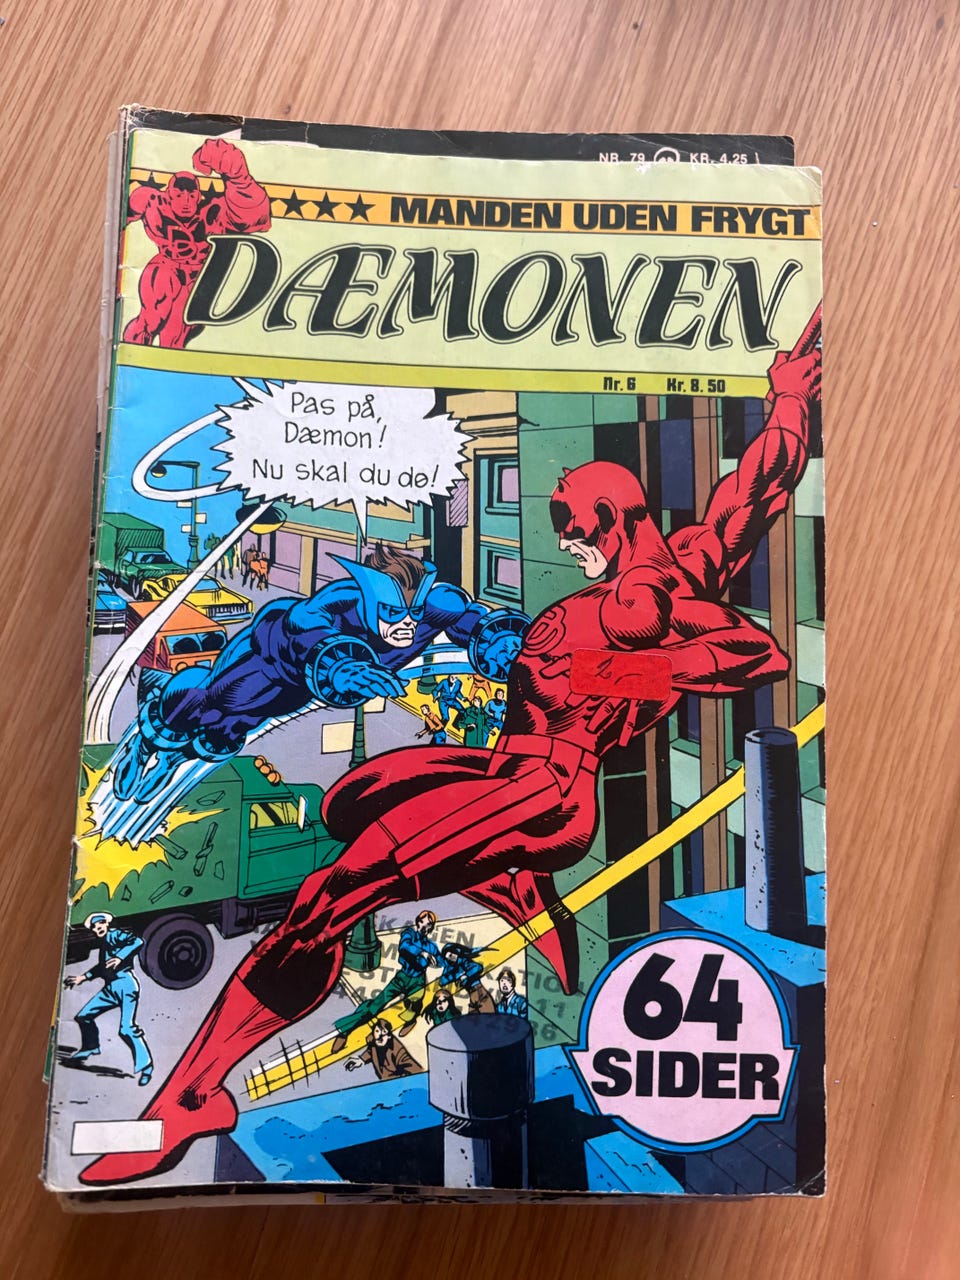 NR. 79 KR. 4.25
MANDEN UDEN FRYGT
DÆMONEN
Nr. 6 Kr. 8.50
Pas på,
Dæmon!
Nu skal du dø!
DD
64
SIDER